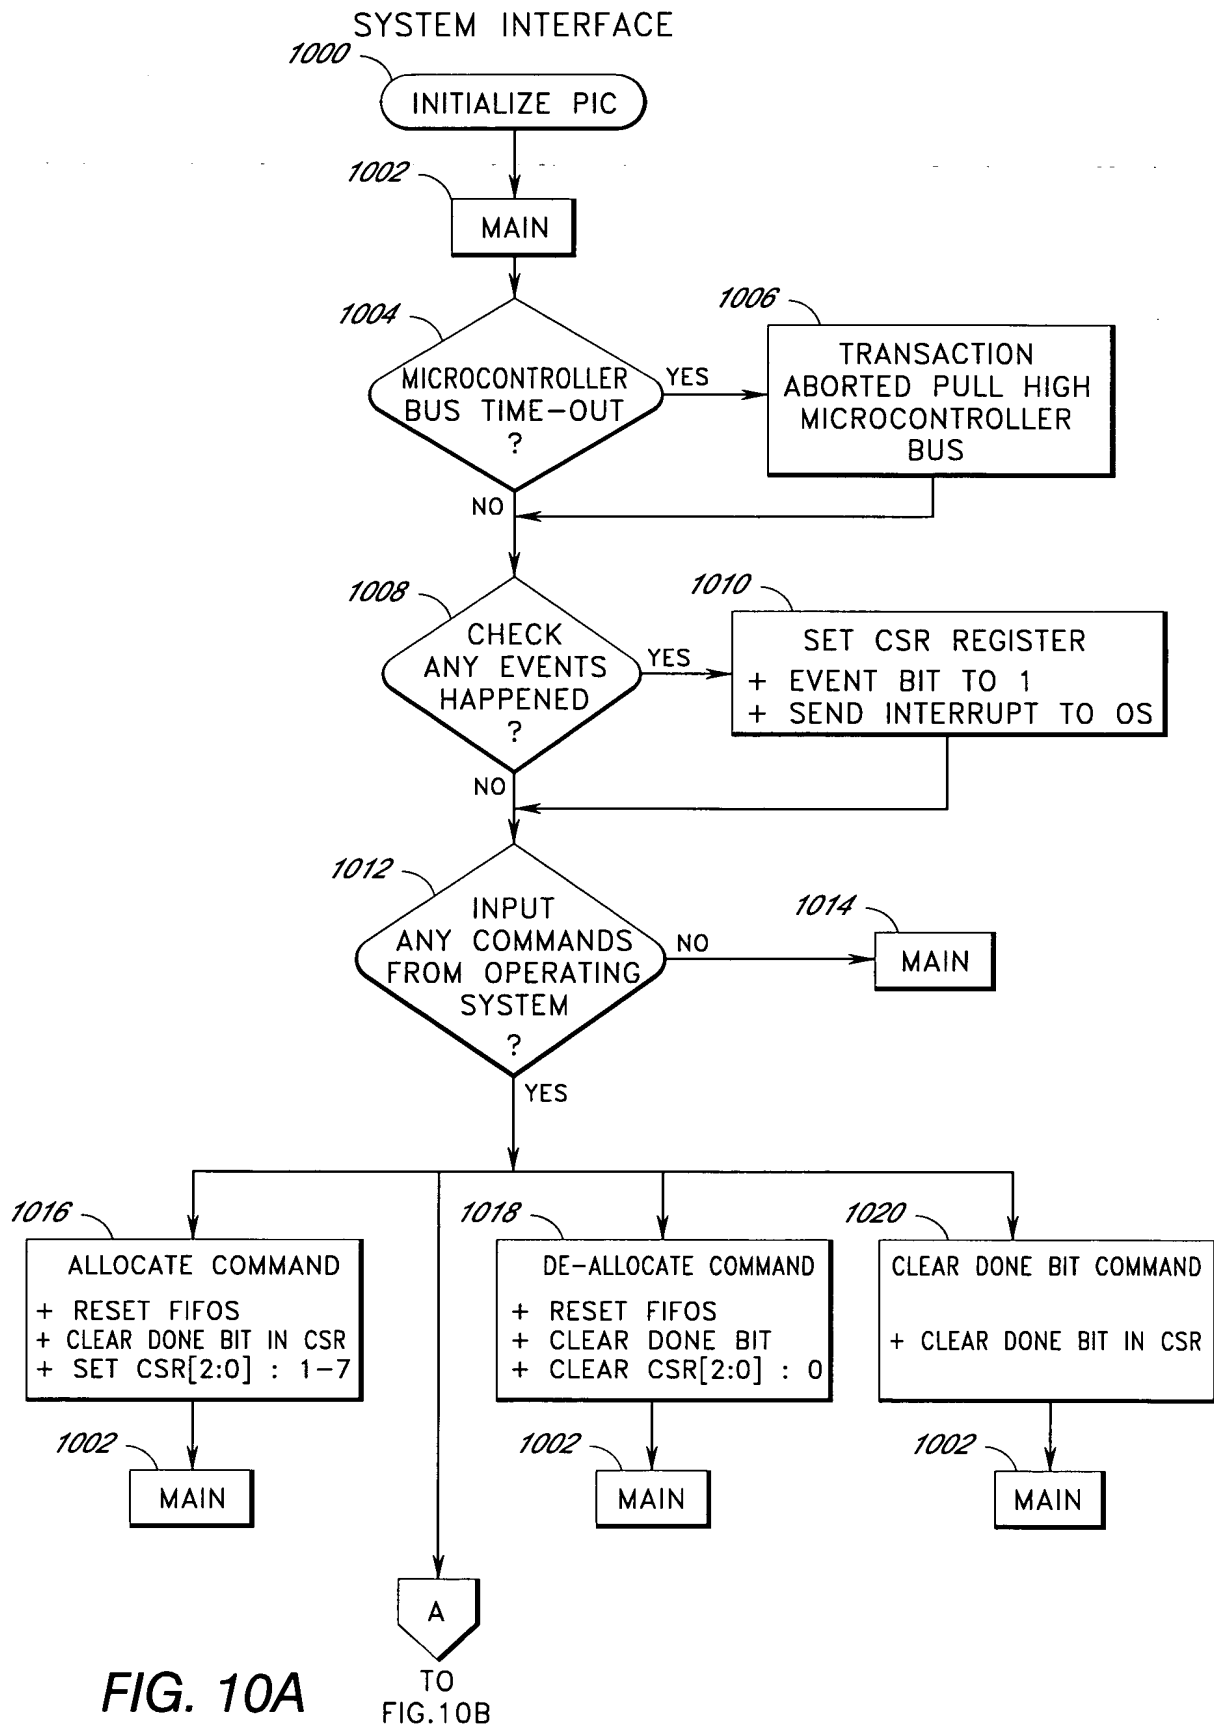 SYSTEM INTERFACE
1000
INITIALIZE PIC
1002
MAIN
1004
MICROCONTROLLER
BUS TIME-OUT
?
YES
NO
1006
TRANSACTION
ABORTED PULL HIGH
MICROCONTROLLER
BUS
1008
CHECK
ANY EVENTS
HAPPENED
?
YES
NO
1010
SET CSR REGISTER
+ EVENT BIT TO 1
+ SEND INTERRUPT TO OS
1012
INPUT
ANY COMMANDS
FROM OPERATING
SYSTEM
?
NO
YES
1014
MAIN
1016
ALLOCATE COMMAND
+ RESET FIFOS
+ CLEAR DONE BIT IN CSR
+ SET CSR[2:0] : 1-7
1002
MAIN
1018
DE-ALLOCATE COMMAND
+ RESET FIFOS
+ CLEAR DONE BIT
+ CLEAR CSR[2:0] : 0
1002
MAIN
1020
CLEAR DONE BIT COMMAND
+ CLEAR DONE BIT IN CSR
1002
MAIN
A
TO
FIG.10B
FIG. 10A